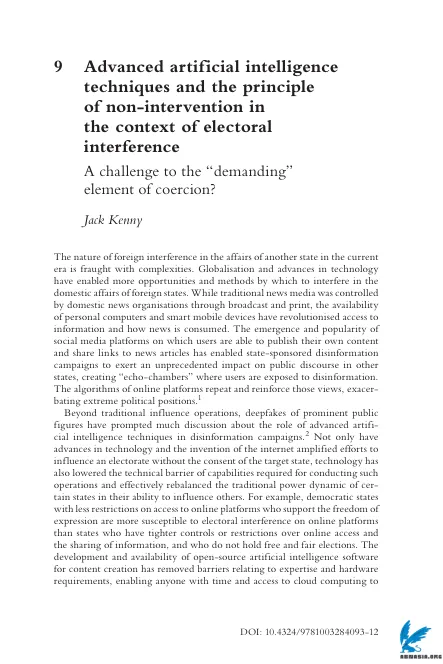 9 Advanced artificial intelligence
techniques and the principle
of non-intervention in
the context of electoral
interference
A challenge to the “demanding”
element of coercion?
Jack Kenny
The nature of foreign interference in the affairs of another state in the current
era is fraught with complexities. Globalisation and advances in technology
have enabled more opportunities and methods by which to interfere in the
domestic affairs of foreign states. While traditional news media was controlled
by domestic news organisations through broadcast and print, the availability
of personal computers and smart mobile devices have revolutionised access to
information and how news is consumed. The emergence and popularity of
social media platforms on which users are able to publish their own content
and share links to news articles has enabled state-sponsored disinformation
campaigns to exert an unprecedented impact on public discourse in other
states, creating “echo-chambers” where users are exposed to disinformation.
The algorithms of online platforms repeat and reinforce those views, exacer-
bating extreme political positions.1
Beyond traditional influence operations, deepfakes of prominent public
figures have prompted much discussion about the role of advanced artifi-
cial intelligence techniques in disinformation campaigns.2 Not only have
advances in technology and the invention of the internet amplified efforts to
influence an electorate without the consent of the target state, technology has
also lowered the technical barrier of capabilities required for conducting such
operations and effectively rebalanced the traditional power dynamic of cer-
tain states in their ability to influence others. For example, democratic states
with less restrictions on access to online platforms who support the freedom of
expression are more susceptible to electoral interference on online platforms
than states who have tighter controls or restrictions over online access and
the sharing of information, and who do not hold free and fair elections. The
development and availability of open-source artificial intelligence software
for content creation has removed barriers relating to expertise and hardware
requirements, enabling anyone with time and access to cloud computing to
DOI: 10.4324/9781003284093-12